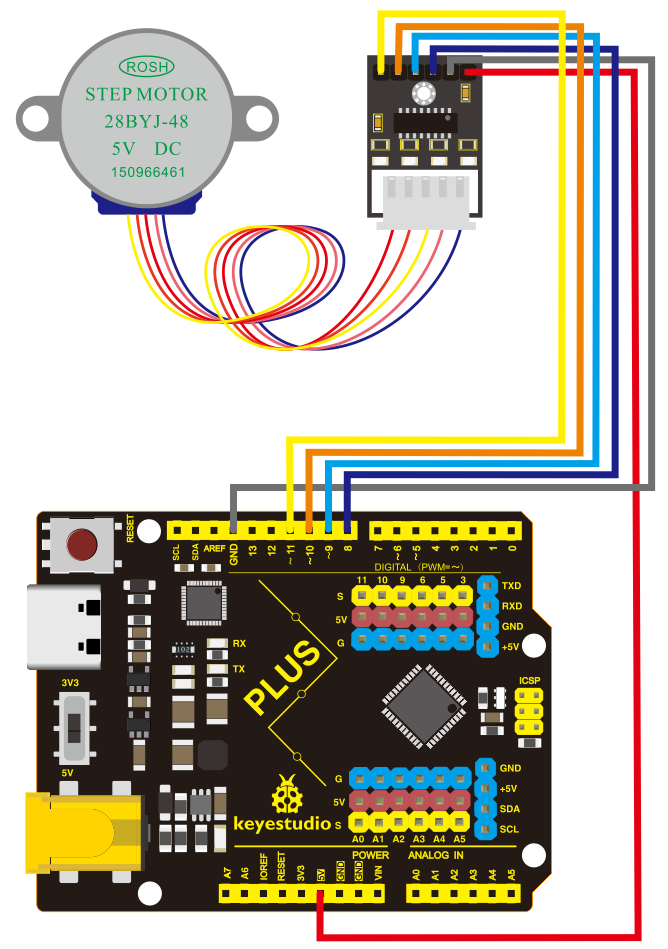 ROSH
STEP MOTOR
28BYJ-48
5V DC
150966461
RESET
SCL
SDA
AREF
GND
13
12
~11
~10
~9
8
7
~6
~5
4
3
2
1
0
DIGITAL (PWM=~)
11 10 9 6 5 3
S
5V
G
TXD
RXD
GND
+5V
RX
TX
102
PLUS
3V3
5V
ICSP
G
5V
S
A0 A1 A2 A3 A4 A5
GND
+5V
SDA
SCL
keyestudio
POWER
ANALOG IN
A7
A6
IOREF
RESET
3V3
5V
GND
GND
VIN
A0
A1
A2
A3
A4
A5